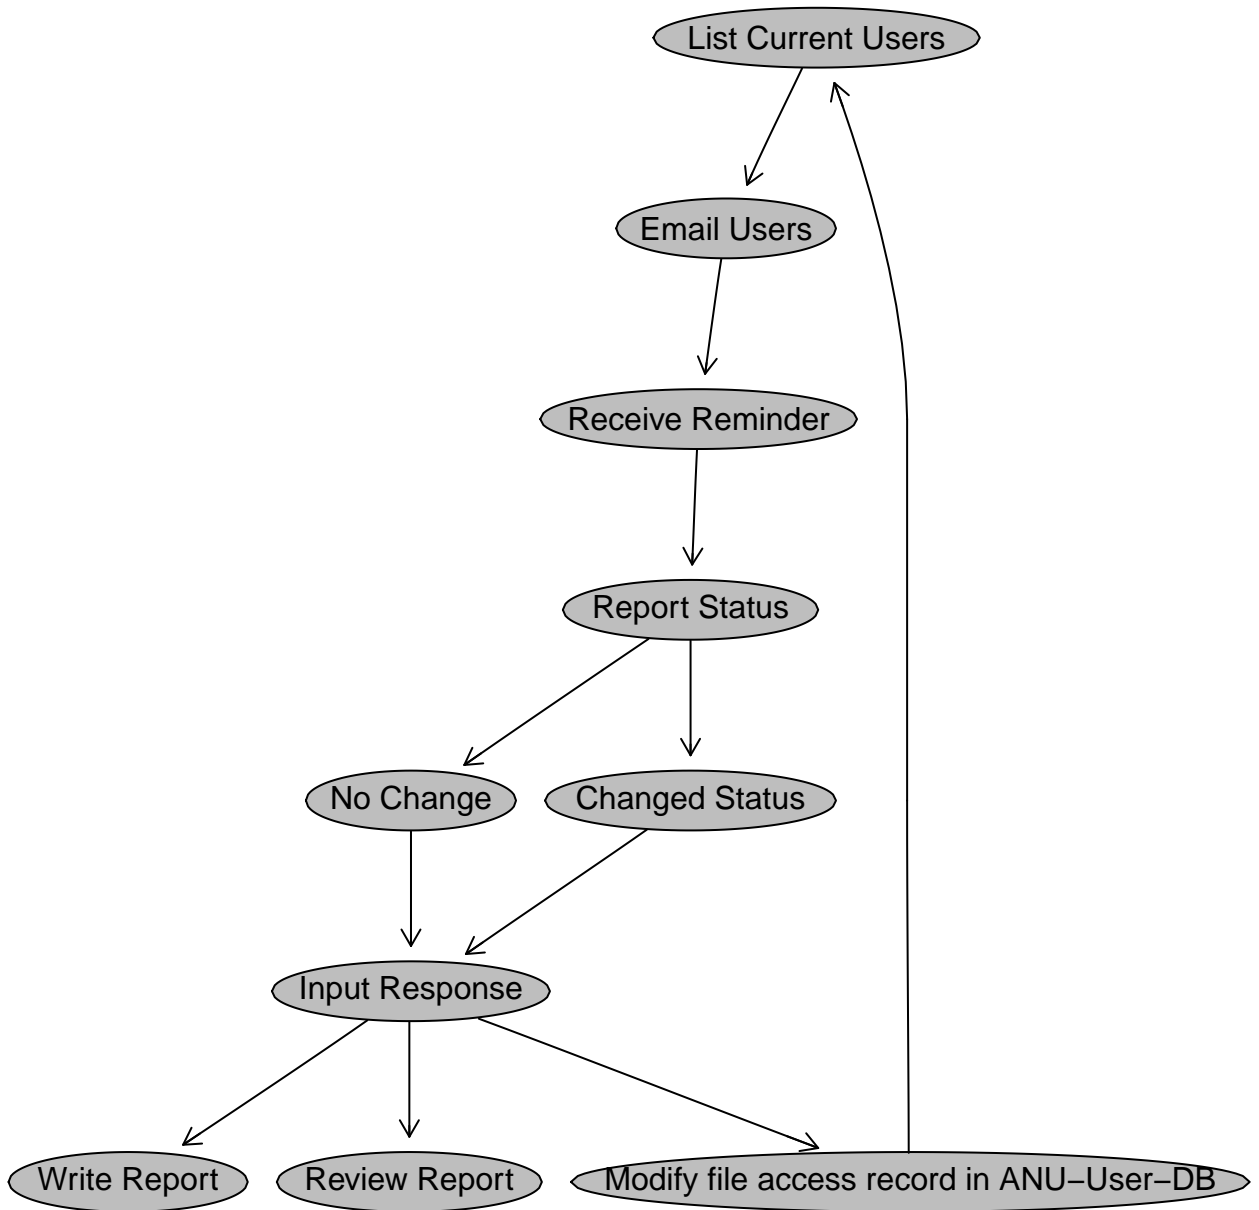 List Current Users
Email Users
Receive Reminder
Report Status
No Change
Changed Status
Input Response
Write Report
Review Report
Modify file access record in ANU−User−DB